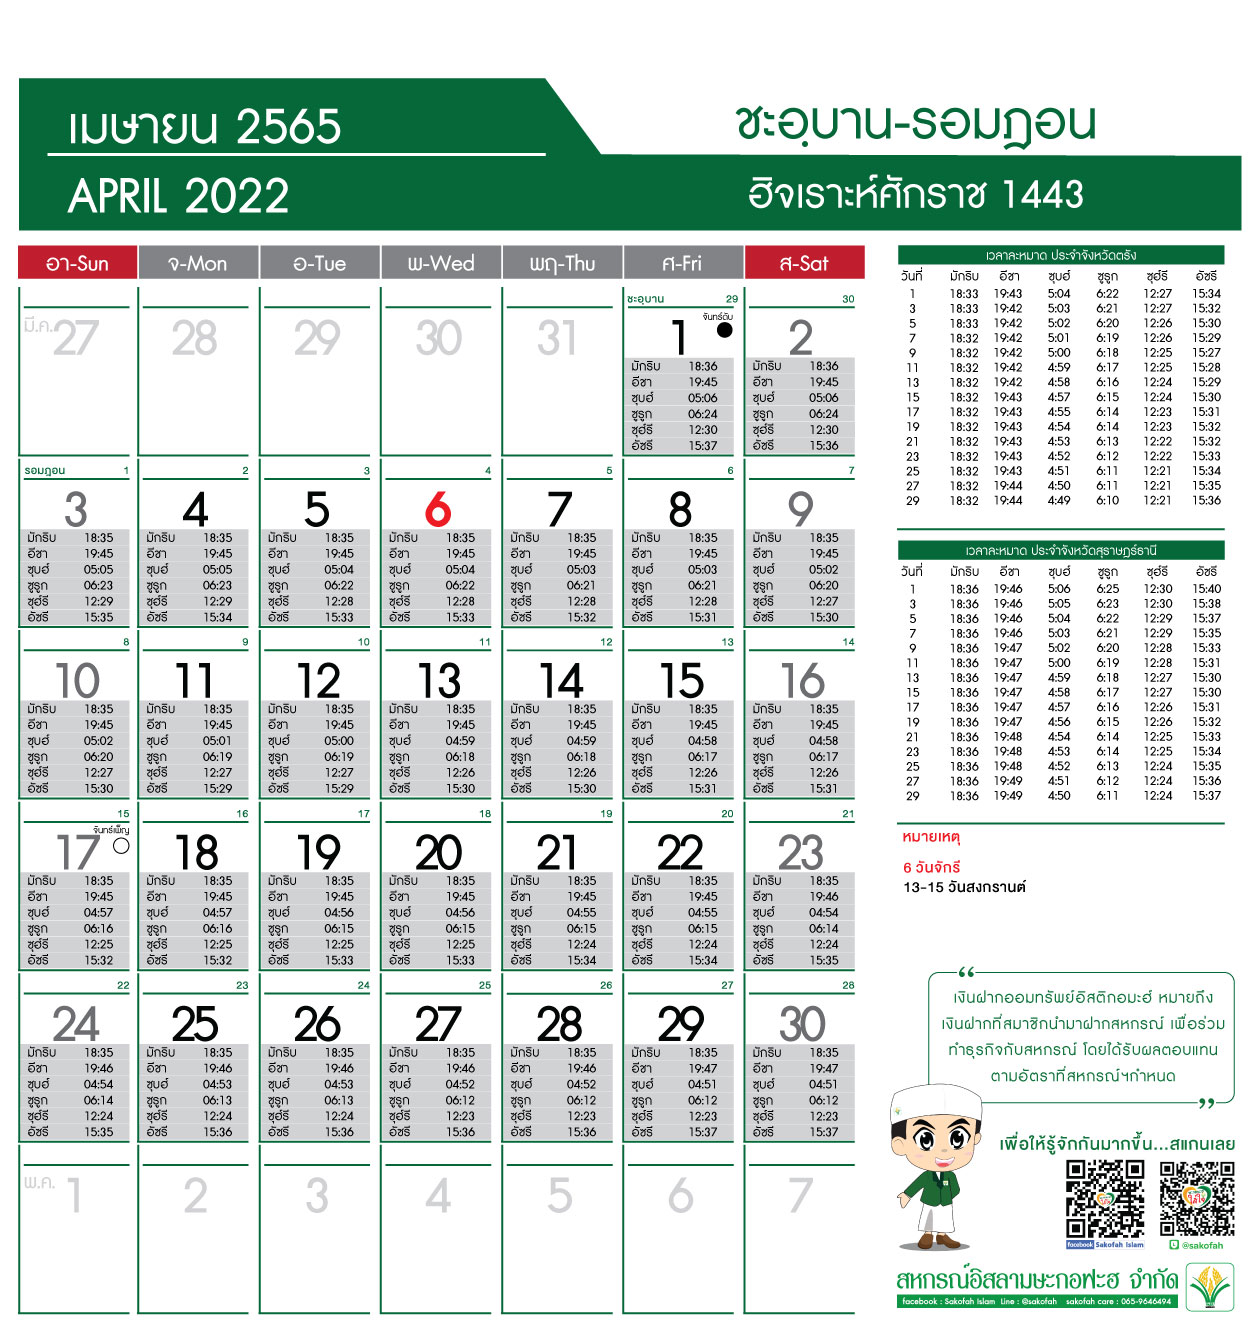 เมษายน 2565
APRIL 2022
ชะอฺบาน-รอมฎอน
ฮิจเราะห์ศักราช 1443
อา-Sun จ-Mon อ-Tue พ-Wed พฤ-Thu ศ-Fri ส-Sat
ชะอฺบาน 29 30
มี.ค. 27 28 29 30 31 1 จันทร์ดับ 2
มักริบ 18:36 มักริบ 18:36
อีชา 19:45 อีชา 19:45
ซุบฮ์ 05:06 ซุบฮ์ 05:06
ชูรูก 06:24 ชูรูก 06:24
ซุฮ์รี 12:30 ซุฮ์รี 12:30
อัซรี 15:37 อัซรี 15:36
รอมฎอน 1 2 3 4 5 6 7
3 4 5 6 7 8 9
มักริบ 18:35 มักริบ 18:35 มักริบ 18:35 มักริบ 18:35 มักริบ 18:35 มักริบ 18:35 มักริบ 18:35
อีชา 19:45 อีชา 19:45 อีชา 19:45 อีชา 19:45 อีชา 19:45 อีชา 19:45 อีชา 19:45
ซุบฮ์ 05:05 ซุบฮ์ 05:05 ซุบฮ์ 05:04 ซุบฮ์ 05:04 ซุบฮ์ 05:03 ซุบฮ์ 05:03 ซุบฮ์ 05:02
ชูรูก 06:23 ชูรูก 06:23 ชูรูก 06:22 ชูรูก 06:22 ชูรูก 06:21 ชูรูก 06:21 ชูรูก 06:20
ซุฮ์รี 12:29 ซุฮ์รี 12:29 ซุฮ์รี 12:28 ซุฮ์รี 12:28 ซุฮ์รี 12:28 ซุฮ์รี 12:28 ซุฮ์รี 12:27
อัซรี 15:35 อัซรี 15:34 อัซรี 15:33 อัซรี 15:33 อัซรี 15:32 อัซรี 15:31 อัซรี 15:30
8 9 10 11 12 13 14
10 11 12 13 14 15 16
มักริบ 18:35 มักริบ 18:35 มักริบ 18:35 มักริบ 18:35 มักริบ 18:35 มักริบ 18:35 มักริบ 18:35
อีชา 19:45 อีชา 19:45 อีชา 19:45 อีชา 19:45 อีชา 19:45 อีชา 19:45 อีชา 19:45
ซุบฮ์ 05:02 ซุบฮ์ 05:01 ซุบฮ์ 05:00 ซุบฮ์ 04:59 ซุบฮ์ 04:59 ซุบฮ์ 04:58 ซุบฮ์ 04:58
ชูรูก 06:20 ชูรูก 06:19 ชูรูก 06:19 ชูรูก 06:18 ชูรูก 06:18 ชูรูก 06:17 ชูรูก 06:17
ซุฮ์รี 12:27 ซุฮ์รี 12:27 ซุฮ์รี 12:27 ซุฮ์รี 12:26 ซุฮ์รี 12:26 ซุฮ์รี 12:26 ซุฮ์รี 12:26
อัซรี 15:30 อัซรี 15:29 อัซรี 15:29 อัซรี 15:30 อัซรี 15:30 อัซรี 15:31 อัซรี 15:31
15 16 17 18 19 20 21
17 จันทร์เพ็ญ 18 19 20 21 22 23
มักริบ 18:35 มักริบ 18:35 มักริบ 18:35 มักริบ 18:35 มักริบ 18:35 มักริบ 18:35 มักริบ 18:35
อีชา 19:45 อีชา 19:45 อีชา 19:45 อีชา 19:45 อีชา 19:45 อีชา 19:45 อีชา 19:46
ซุบฮ์ 04:57 ซุบฮ์ 04:57 ซุบฮ์ 04:56 ซุบฮ์ 04:56 ซุบฮ์ 04:55 ซุบฮ์ 04:55 ซุบฮ์ 04:54
ชูรูก 06:16 ชูรูก 06:16 ชูรูก 06:15 ชูรูก 06:15 ชูรูก 06:15 ชูรูก 06:15 ชูรูก 06:14
ซุฮ์รี 12:25 ซุฮ์รี 12:25 ซุฮ์รี 12:25 ซุฮ์รี 12:25 ซุฮ์รี 12:24 ซุฮ์รี 12:24 ซุฮ์รี 12:24
อัซรี 15:32 อัซรี 15:32 อัซรี 15:33 อัซรี 15:33 อัซรี 15:34 อัซรี 15:34 อัซรี 15:35
22 23 24 25 26 27 28
24 25 26 27 28 29 30
มักริบ 18:35 มักริบ 18:35 มักริบ 18:35 มักริบ 18:35 มักริบ 18:35 มักริบ 18:35 มักริบ 18:35
อีชา 19:46 อีชา 19:46 อีชา 19:46 อีชา 19:46 อีชา 19:46 อีชา 19:47 อีชา 19:47
ซุบฮ์ 04:54 ซุบฮ์ 04:53 ซุบฮ์ 04:53 ซุบฮ์ 04:52 ซุบฮ์ 04:52 ซุบฮ์ 04:51 ซุบฮ์ 04:51
ชูรูก 06:14 ชูรูก 06:13 ชูรูก 06:13 ชูรูก 06:12 ชูรูก 06:12 ชูรูก 06:12 ชูรูก 06:12
ซุฮ์รี 12:24 ซุฮ์รี 12:24 ซุฮ์รี 12:24 ซุฮ์รี 12:23 ซุฮ์รี 12:23 ซุฮ์รี 12:23 ซุฮ์รี 12:23
อัซรี 15:35 อัซรี 15:36 อัซรี 15:36 อัซรี 15:36 อัซรี 15:36 อัซรี 15:37 อัซรี 15:37
พ.ค. 1 2 3 4 5 6 7
เวลาละหมาด ประจำจังหวัดตรัง
วันที่ มักริบ อีชา ซุบฮ์ ชูรูก ซุฮ์รี อัซรี
1 18:33 19:43 5:04 6:22 12:27 15:34
3 18:33 19:42 5:03 6:21 12:27 15:32
5 18:33 19:42 5:02 6:20 12:26 15:30
7 18:32 19:42 5:01 6:19 12:26 15:29
9 18:32 19:42 5:00 6:18 12:25 15:27
11 18:32 19:42 4:59 6:17 12:25 15:28
13 18:32 19:42 4:58 6:16 12:24 15:29
15 18:32 19:43 4:57 6:15 12:24 15:30
17 18:32 19:43 4:55 6:14 12:23 15:31
19 18:32 19:43 4:54 6:14 12:23 15:32
21 18:32 19:43 4:53 6:13 12:22 15:32
23 18:32 19:43 4:52 6:12 12:22 15:33
25 18:32 19:43 4:51 6:11 12:21 15:34
27 18:32 19:44 4:50 6:11 12:21 15:35
29 18:32 19:44 4:49 6:10 12:21 15:36
เวลาละหมาด ประจำจังหวัดสุราษฎร์ธานี
วันที่ มักริบ อีชา ซุบฮ์ ชูรูก ซุฮ์รี อัซรี
1 18:36 19:46 5:06 6:25 12:30 15:40
3 18:36 19:46 5:05 6:23 12:30 15:38
5 18:36 19:46 5:04 6:22 12:29 15:37
7 18:36 19:46 5:03 6:21 12:29 15:35
9 18:36 19:47 5:02 6:20 12:28 15:33
11 18:36 19:47 5:00 6:19 12:28 15:31
13 18:36 19:47 4:59 6:18 12:27 15:30
15 18:36 19:47 4:58 6:17 12:27 15:30
17 18:36 19:47 4:57 6:16 12:26 15:31
19 18:36 19:47 4:56 6:15 12:26 15:32
21 18:36 19:48 4:54 6:14 12:25 15:33
23 18:36 19:48 4:53 6:14 12:25 15:34
25 18:36 19:48 4:52 6:13 12:24 15:35
27 18:36 19:49 4:51 6:12 12:24 15:36
29 18:36 19:49 4:50 6:11 12:24 15:37
หมายเหตุ
6 วันจักรี
13-15 วันสงกรานต์
“
เงินฝากออมทรัพย์อิสติกอมะฮ์ หมายถึง
เงินฝากที่สมาชิกนำมาฝากสหกรณ์ เพื่อร่วม
ทำธุรกิจกับสหกรณ์ โดยได้รับผลตอบแทน
ตามอัตราที่สหกรณ์ฯกำหนด
”
เพื่อให้รู้จักกันมากขึ้น...สแกนเลย
facebook Sakofah Islam @sakofah
สหกรณ์อิสลามษะกอฟะฮ จำกัด
facebook : Sakofah Islam Line : @sakofah sakofah care : 065-9646494